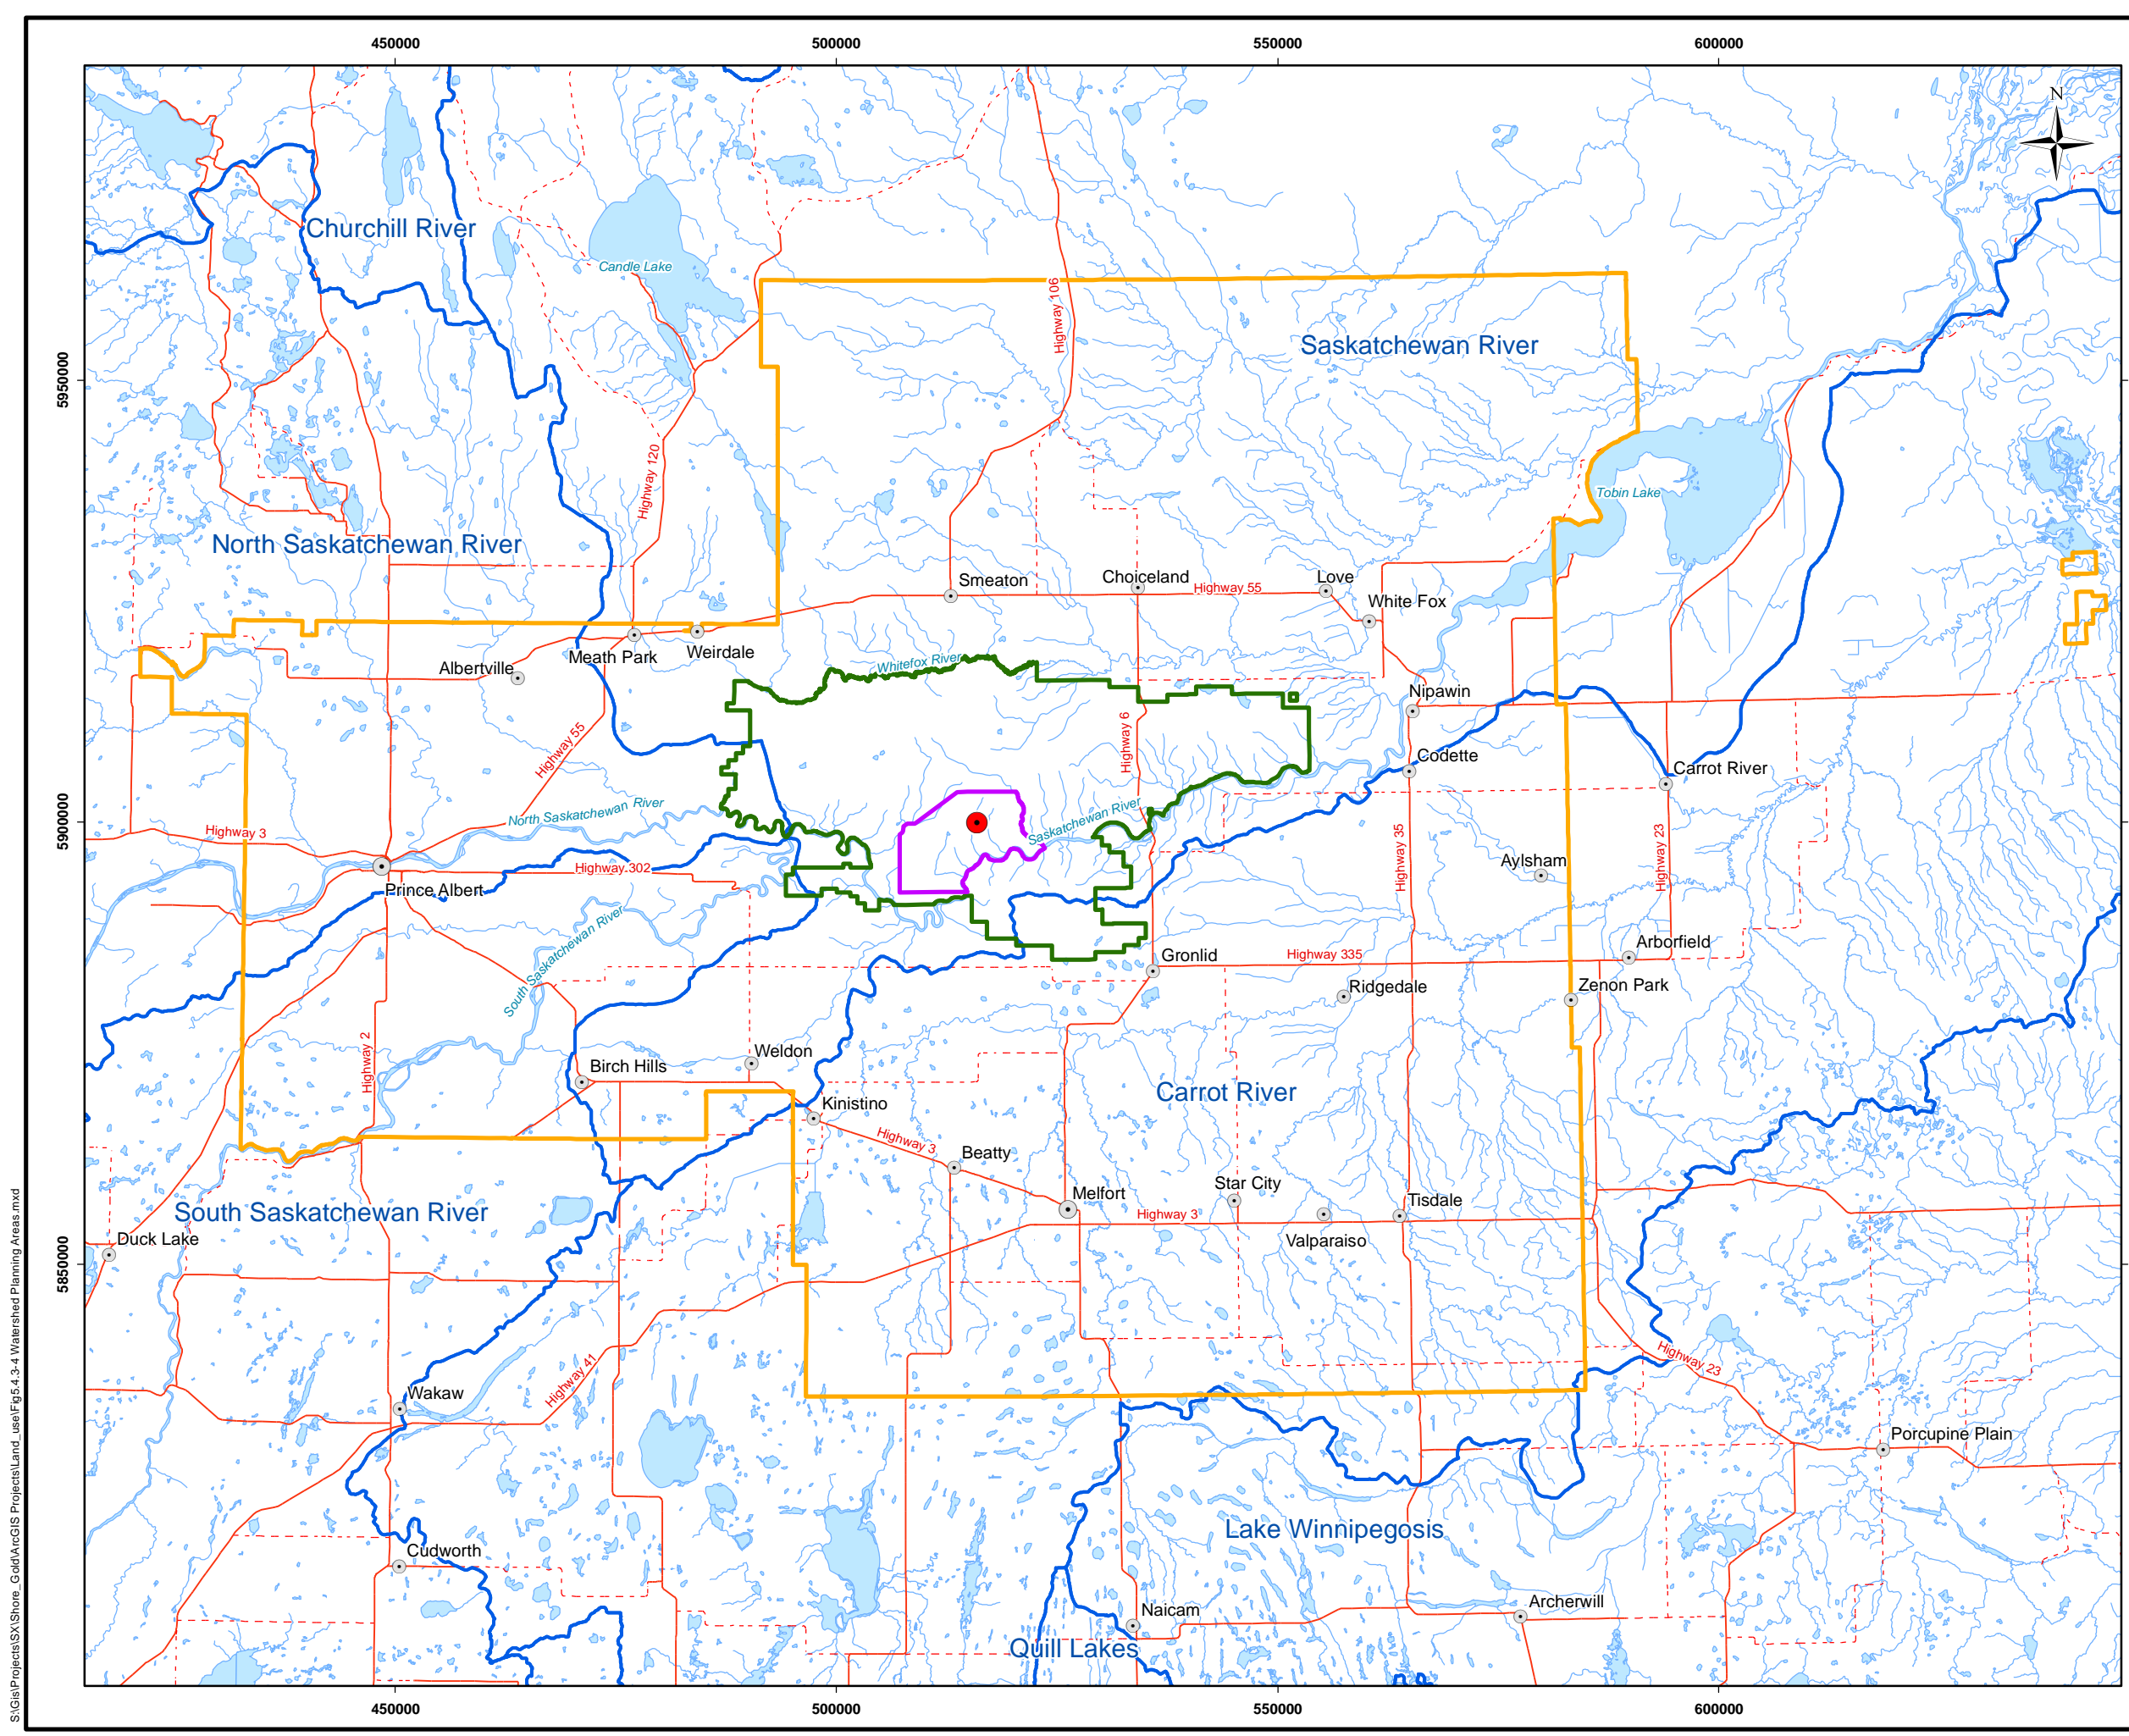 450000
500000
550000
600000
N
Churchill River
Candle Lake
Highway 106
Saskatchewan River
5950000
Highway 120
Tobin Lake
North Saskatchewan River
Smeaton
Choiceland
Highway 55
Love
White Fox
Albertville
Meath Park
Weirdale
Whitefox River
Nipawin
Highway 55
Highway 6
Codette
Carrot River
North Saskatchewan River
Saskatchewan River
5900000
Highway 3
Highway 302
Prince Albert
Highway 35
Aylsham
Highway 23
South Saskatchewan River
Gronlid
Highway 335
Arborfield
Ridgedale
Zenon Park
Highway 2
Birch Hills
Weldon
Carrot River
Kinistino
Highway 3
Beatty
Melfort
Star City
Tisdale
South Saskatchewan River
Highway 3
Duck Lake
Valparaiso
5850000
Highway 41
Highway 23
Wakaw
Porcupine Plain
Lake Winnipegosis
Cudworth
Archerwill
Naicam
Quill Lakes
450000
500000
550000
600000
S:\Gis\Projects\SX\Shore_Gold\ArcGIS Projects\Land_use\Fig5.4.3-4 Watershed Planning Areas.mxd